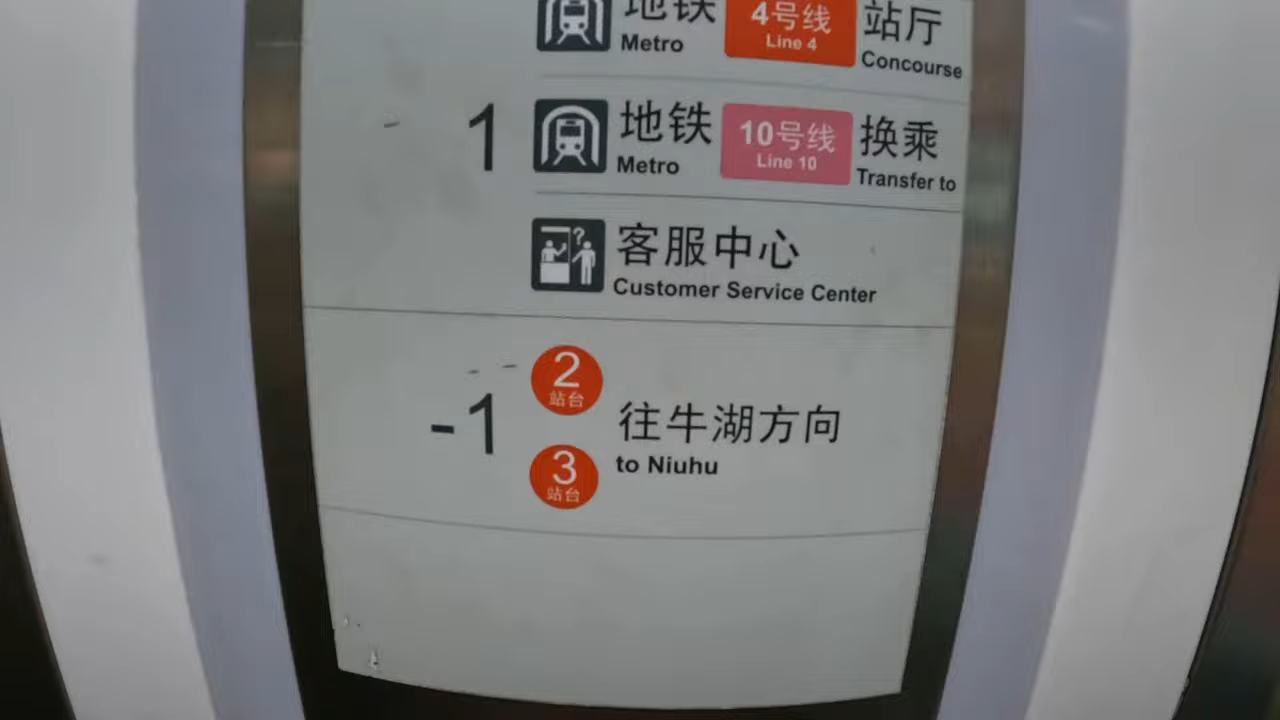 地铁 4号线 站厅
Metro Line 4 Concourse
1 地铁 10号线 换乘
Metro Line 10 Transfer to
客服中心
Customer Service Center
-1 2 站台
3 站台
往牛湖方向
to Niuhu